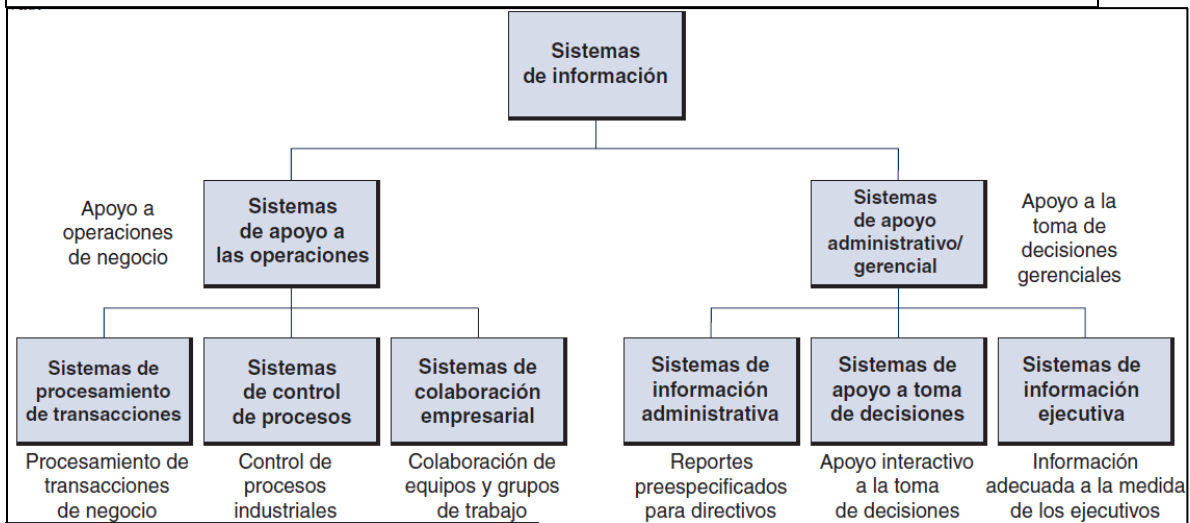 Sistemas
de información
Apoyo a
operaciones
de negocio
Sistemas
de apoyo a
las operaciones
Sistemas
de apoyo
administrativo/
gerencial
Apoyo a la
toma de
decisiones
gerenciales
Sistemas de
procesamiento
de transacciones
Sistemas
de control
de procesos
Sistemas de
colaboración
empresarial
Sistemas de
información
administrativa
Sistemas de
apoyo a toma
de decisiones
Sistemas de
información
ejecutiva
Procesamiento de
transacciones
de negocio
Control de
procesos
industriales
Colaboración de
equipos y grupos
de trabajo
Reportes
preespecificados
para directivos
Apoyo interactivo
a la toma
de decisiones
Información
adecuada a la medida
de los ejecutivos